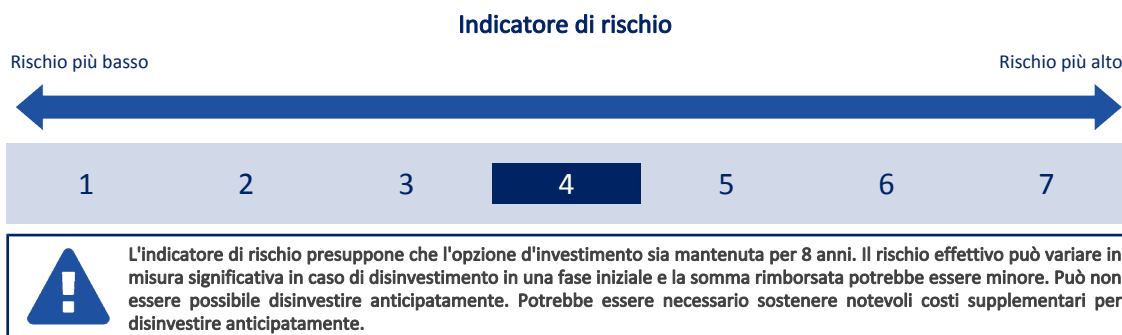 Indicatore di rischio
Rischio più basso
Rischio più alto
1 2 3 4 5 6 7
L'indicatore di rischio presuppone che l'opzione d'investimento sia mantenuta per 8 anni. Il rischio effettivo può variare in
misura significativa in caso di disinvestimento in una fase iniziale e la somma rimborsata potrebbe essere minore. Può non
essere possibile disinvestire anticipatamente. Potrebbe essere necessario sostenere notevoli costi supplementari per
disinvestire anticipatamente.